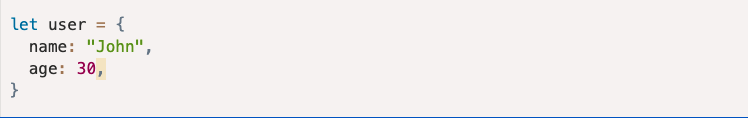 let user = {
  name: "John",
  age: 30,
}